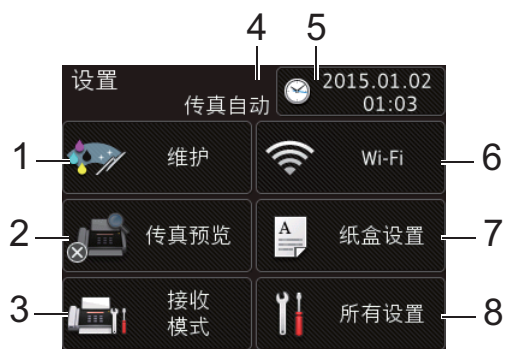 4 5
设置
传真自动
2015.01.02
01:03
1 维护 Wi-Fi 6
2 传真预览 A 纸盒设置 7
3 接收
模式
所有设置 8